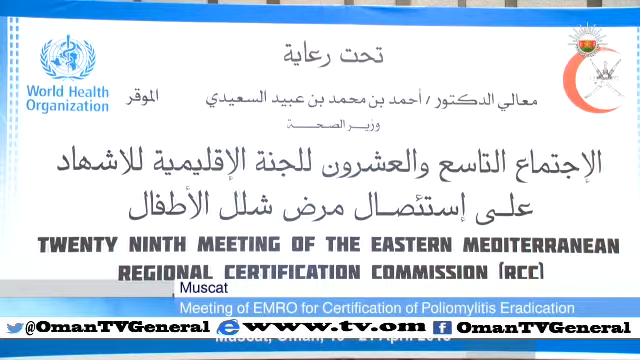 تحت رعاية
World Health
Organization
معالي الدكتور / أحمد بن محمد بن عبيد السعيدي الموقر
وزير الصحة
الإجتماع التاسع والعشرون للجنة الإقليمية للاشهاد
على إستئصال مرض شلل الأطفال
TWENTY NINTH MEETING OF THE EASTERN MEDITERRANEAN
REGIONAL CERTIFICATION COMMISSION (RCC)
Muscat
Meeting of EMRO for Certification of Poliomylitis Eradication
@OmanTVGeneral www.tv.om OmanTVGeneral
Muscat, Oman,